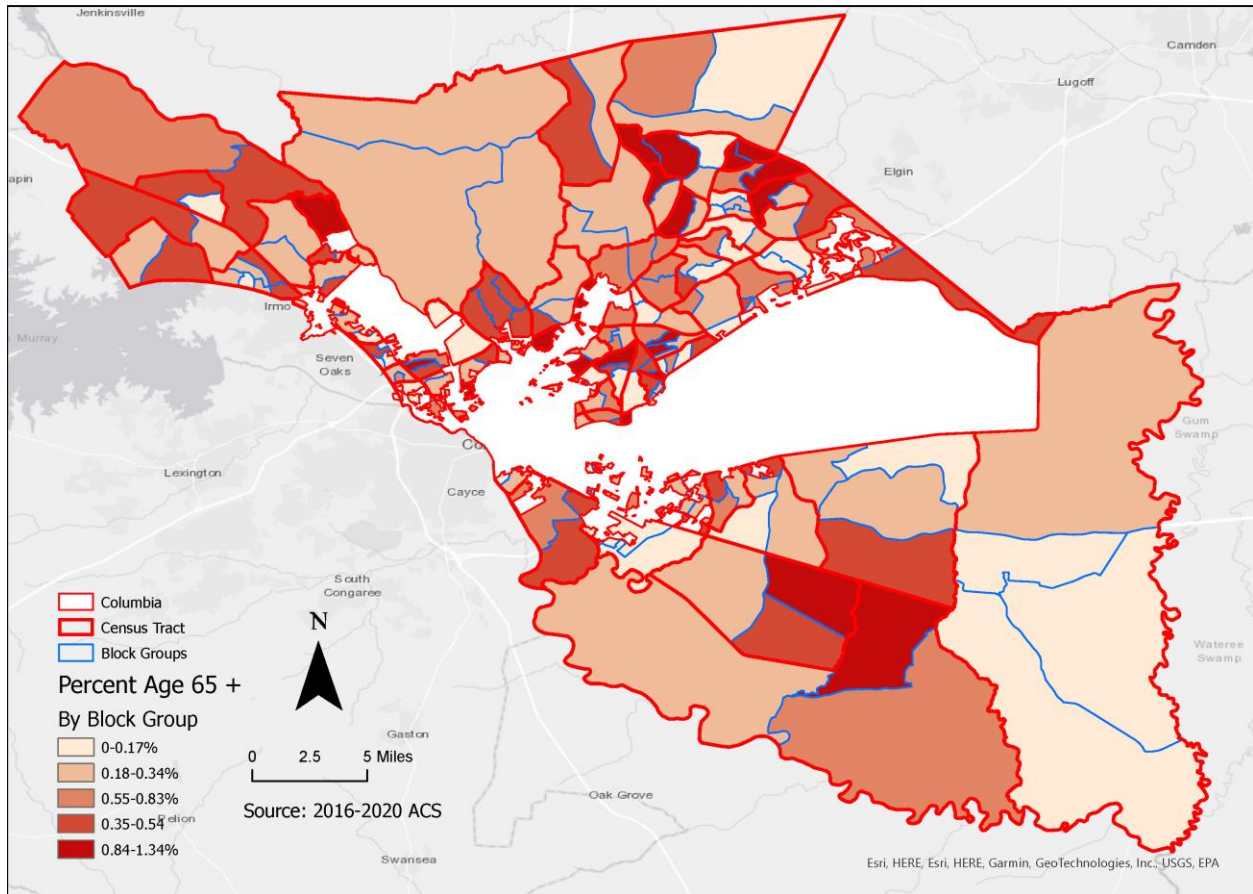 Jenkinsville
Camden
Lugoff
Elgin
apin
Irmo
Murray
Seven
Oaks
Gum
Swamp
Co
Lexington
Cayce
South
Congaree
Wateree
Swamp
Columbia
Census Tract
Block Groups
N
Percent Age 65 +
By Block Group
0-0.17%
0.18-0.34%
0.55-0.83%
0.35-0.54
0.84-1.34%
0 2.5 5 Miles
Source: 2016-2020 ACS
Gaston
Pelion
Oak Grove
Swansea
Esri, HERE, Esri, HERE, Garmin, GeoTechnologies, Inc., USGS, EPA